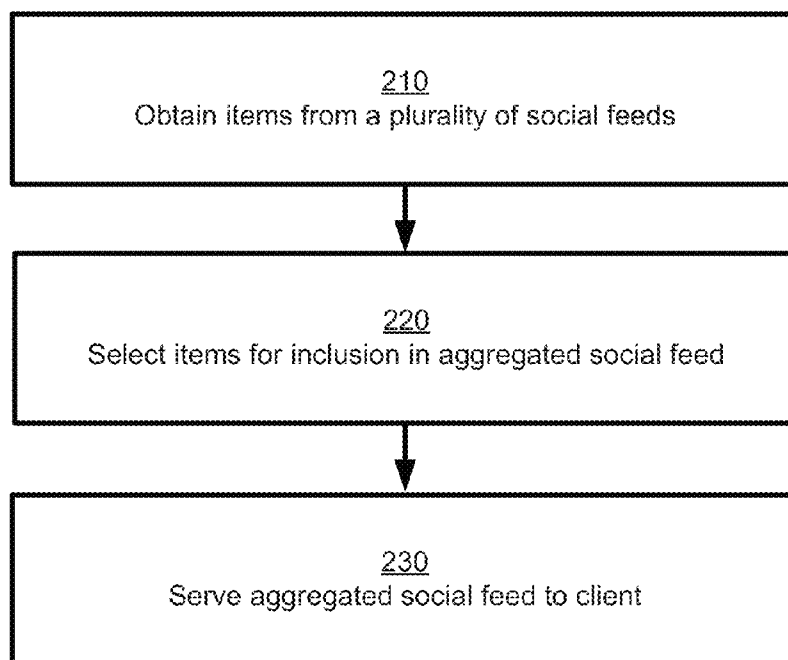 210
Obtain items from a plurality of social feeds
220
Select items for inclusion in aggregated social feed
230
Serve aggregated social feed to client